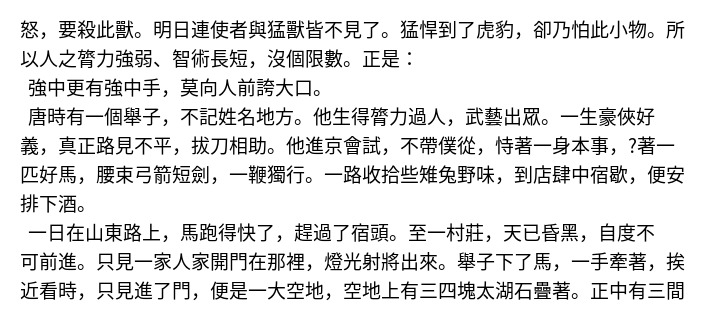 怒，要殺此獸。明日連使者與猛獸皆不見了。猛悍到了虎豹，卻乃怕此小物。所
以人之膂力強弱、智術長短，沒個限數。正是：
強中更有強中手，莫向人前誇大口。
唐時有一個舉子，不記姓名地方。他生得膂力過人，武藝出眾。一生豪俠好
義，真正路見不平，拔刀相助。他進京會試，不帶僕從，恃著一身本事，?著一
匹好馬，腰束弓箭短劍，一鞭獨行。一路收拾些雉兔野味，到店肆中宿歇，便安
排下酒。
一日在山東路上，馬跑得快了，趕過了宿頭。至一村莊，天已昏黑，自度不
可前進。只見一家人家開門在那裡，燈光射將出來。舉子下了馬，一手牽著，挨
近看時，只見進了門，便是一大空地，空地上有三四塊太湖石疊著。正中有三間